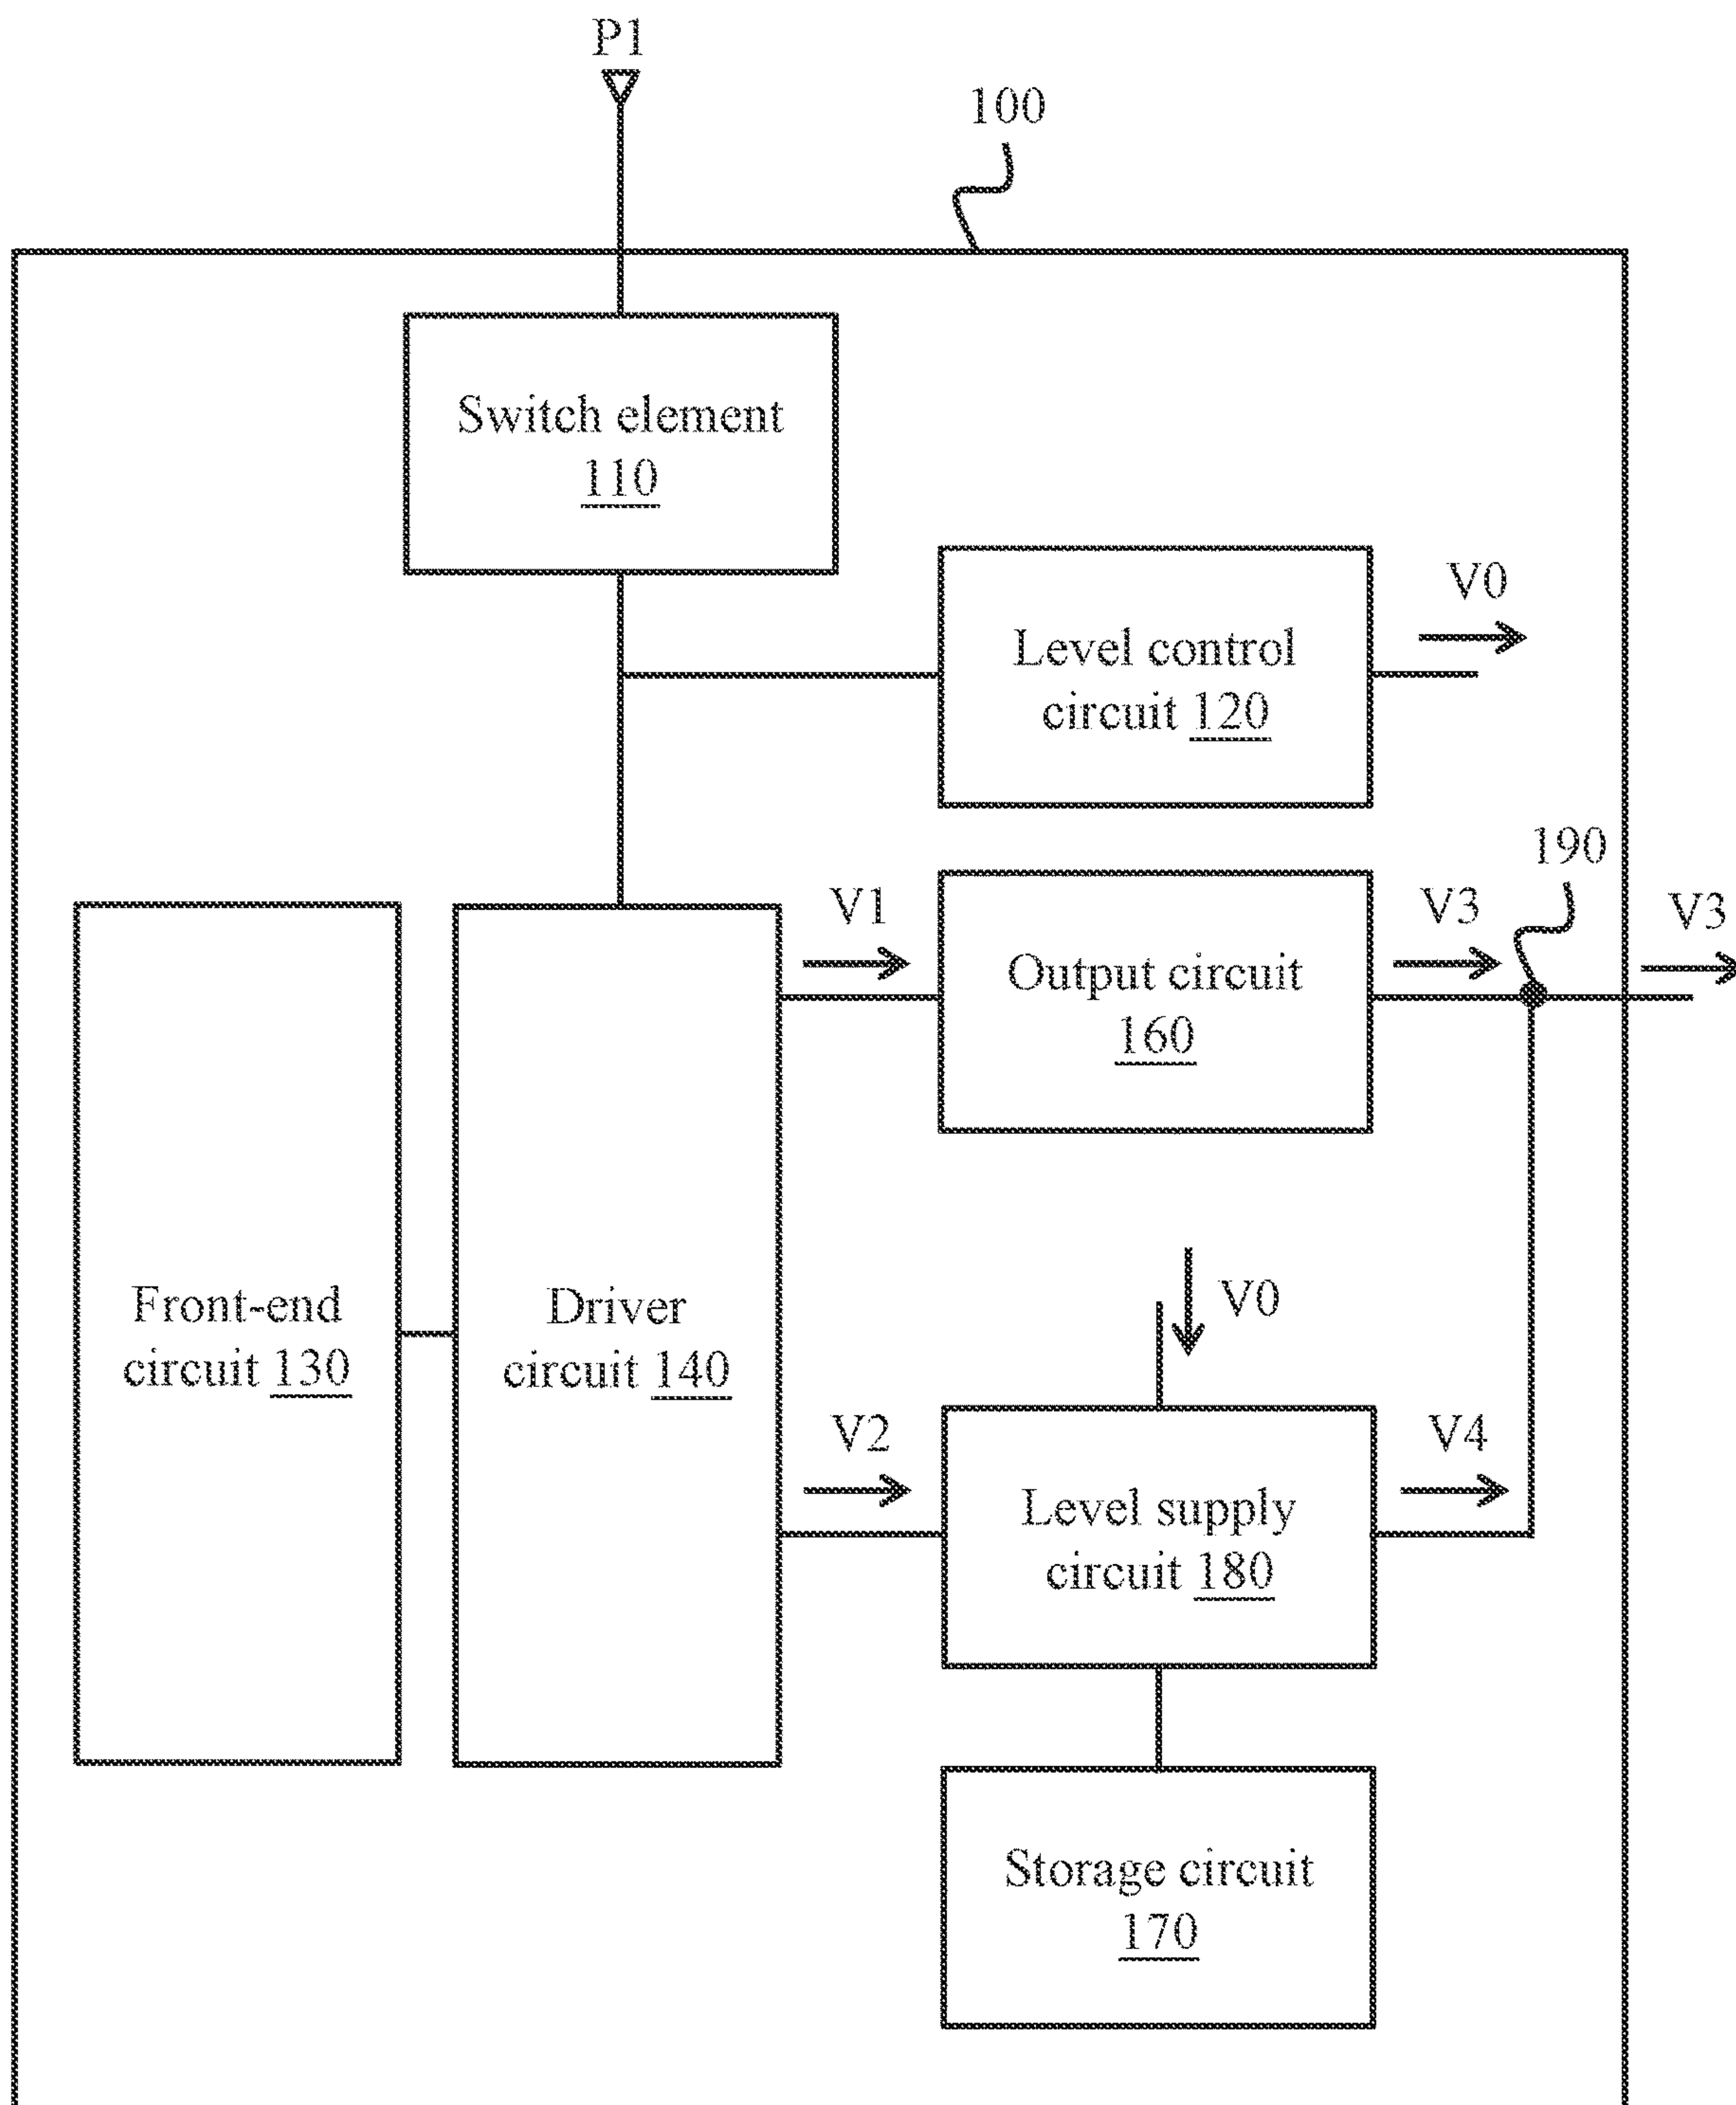 P1
100
Switch element
110
Level control
circuit 120
V0
190
V1
Output circuit
160
V3
V3
Front-end
circuit 130
Driver
circuit 140
V0
V2
Level supply
circuit 180
V4
Storage circuit
170